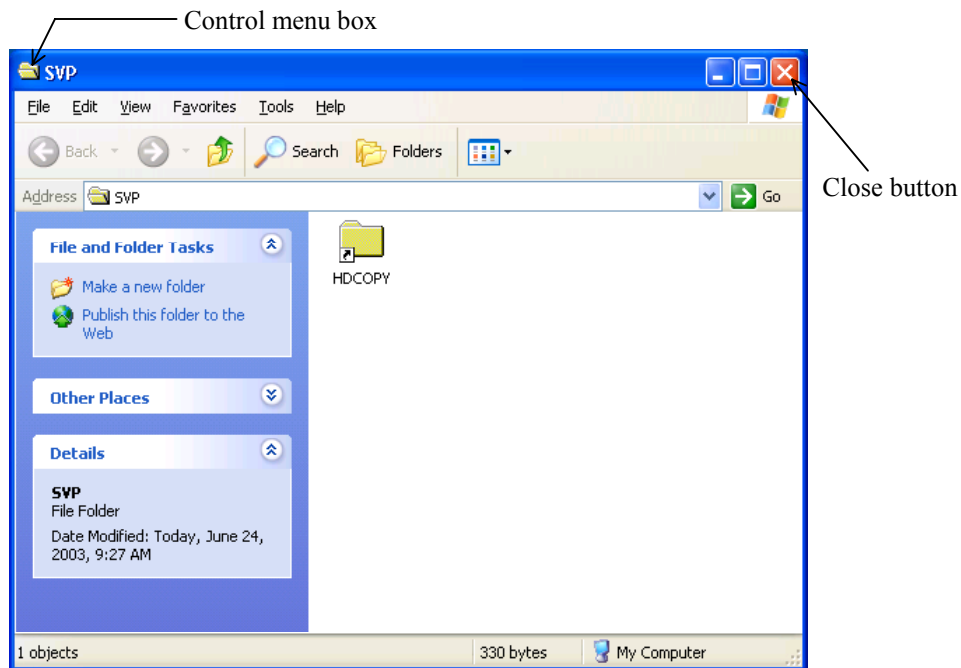 Control menu box
SVP
File Edit View Favorites Tools Help
Back Search Folders
Address SVP Go
Close button
File and Folder Tasks
Make a new folder
Publish this folder to the
Web
Other Places
Details
SVP
File Folder
Date Modified: Today, June 24,
2003, 9:27 AM
HDCOPY
1 objects 330 bytes My Computer